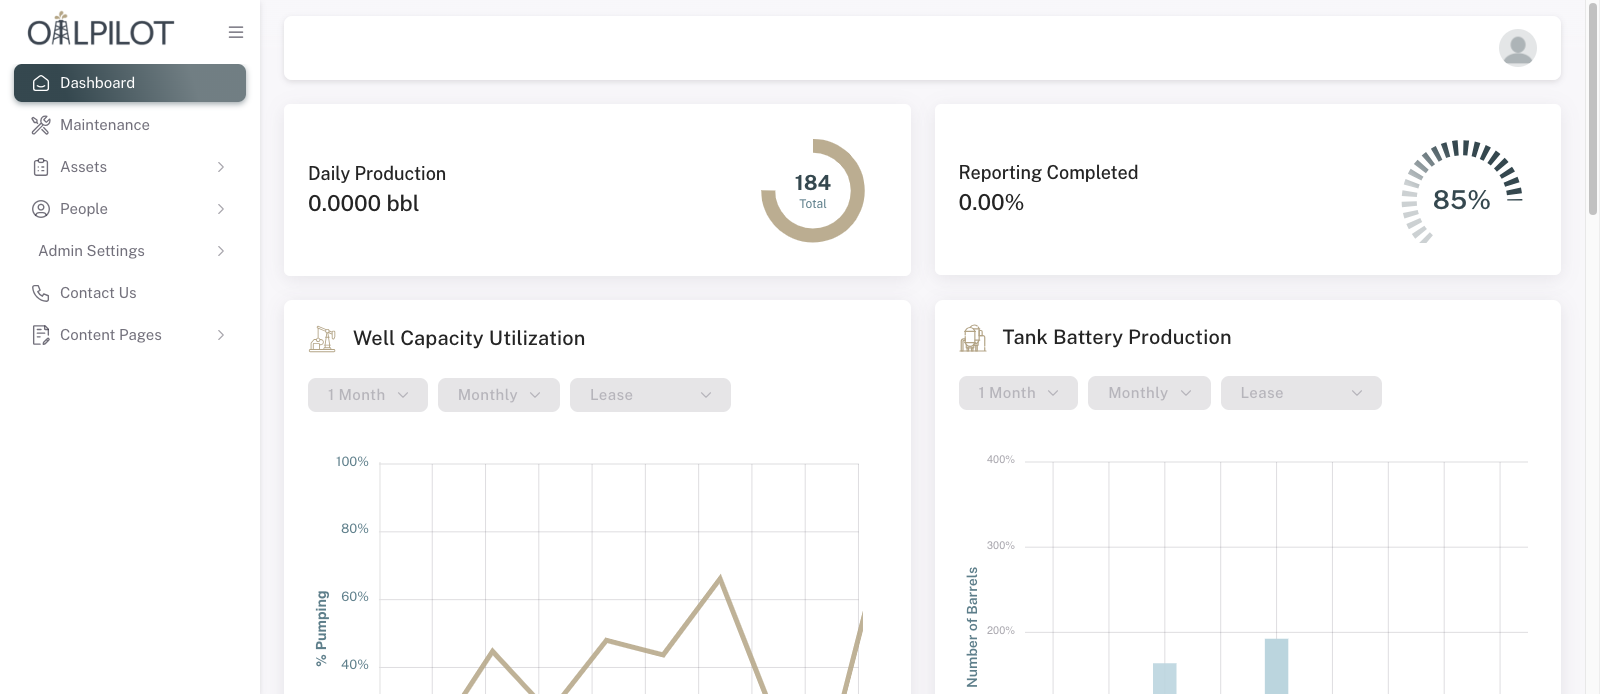 OILPILOT
Dashboard
Maintenance
Assets
People
Admin Settings
Contact Us
Content Pages
Daily Production
0.0000 bbl
184
Total
Reporting Completed
0.00%
85%
Well Capacity Utilization
1 Month
Monthly
Lease
100%
80%
60%
40%
% Pumping
Tank Battery Production
1 Month
Monthly
Lease
400%
300%
200%
Number of Barrels